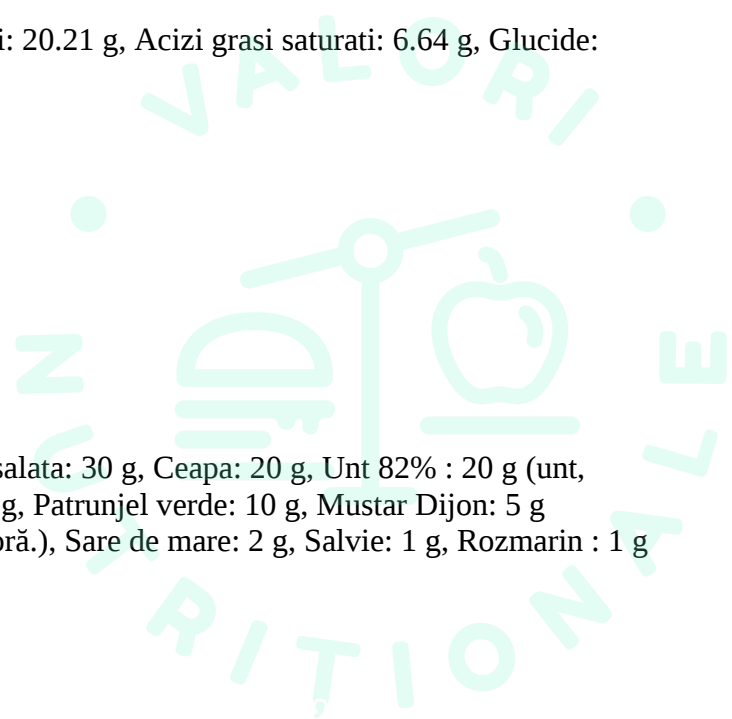 i: 20.21 g, Acizi grasi saturati: 6.64 g, Glucide:
VALORI
NUTRIȚIONALE
salata: 30 g, Ceapa: 20 g, Unt 82% : 20 g (unt,
g, Patrunjel verde: 10 g, Mustar Dijon: 5 g
oră.), Sare de mare: 2 g, Salvie: 1 g, Rozmarin : 1 g